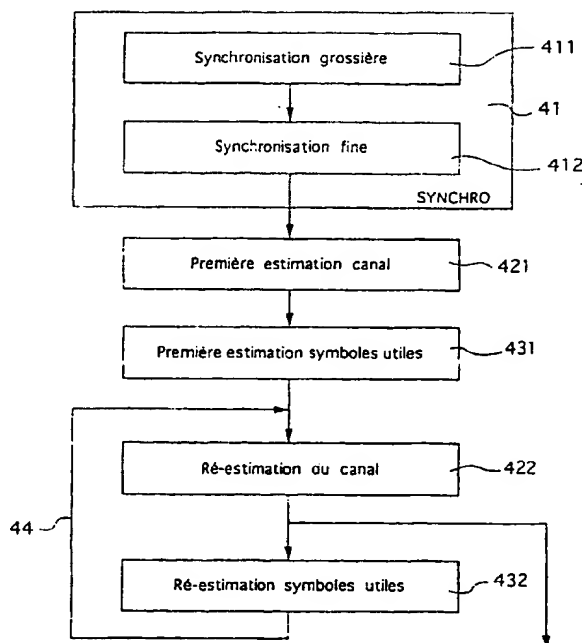 Synchronisation grossière
411
41
Synchronisation fine
412
SYNCHRO
Première estimation canal
421
Première estimation symboles utiles
431
Ré-estimation du canal
422
44
Ré-estimation symboles utiles
432